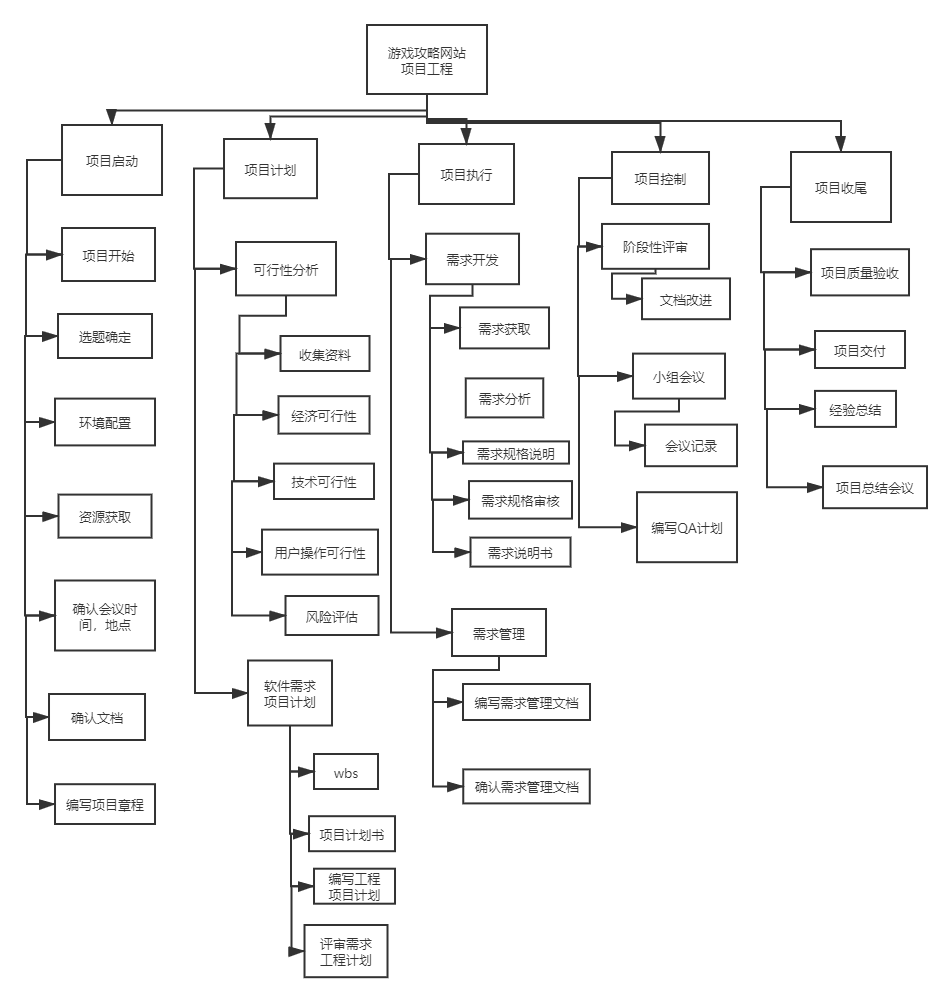 游戏攻略网站
项目工程
项目启动
项目开始
选题确定
环境配置
资源获取
确认会议时
间，地点
确认文档
编写项目章程
项目计划
可行性分析
收集资料
经济可行性
技术可行性
用户操作可行性
风险评估
软件需求
项目计划
wbs
项目计划书
编写工程
项目计划
评审需求
工程计划
项目执行
需求开发
需求获取
需求分析
需求规格说明
需求规格审核
需求说明书
需求管理
编写需求管理文档
确认需求管理文档
项目控制
阶段性评审
文档改进
小组会议
会议记录
编写QA计划
项目收尾
项目质量验收
项目交付
经验总结
项目总结会议